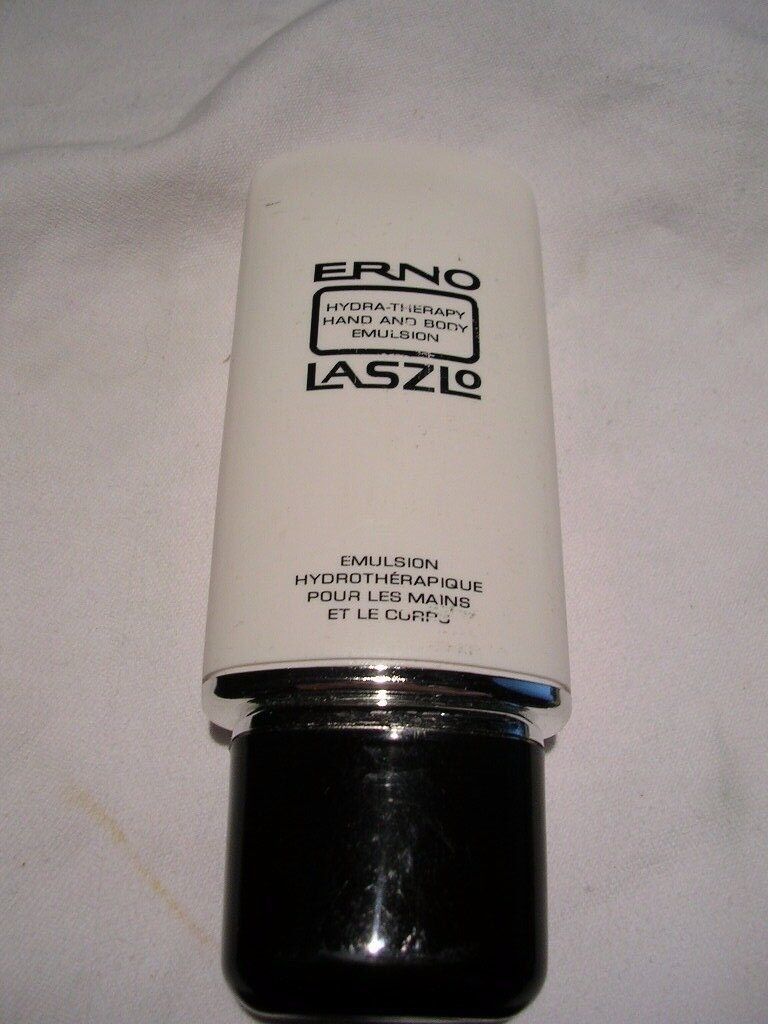 ERNO
HYDRA-THERAPY
HAND AND BODY
EMULSION
LASZLO
EMULSION
HYDROTHÉRAPIQUE
POUR LES MAINS
ET LE CORPS